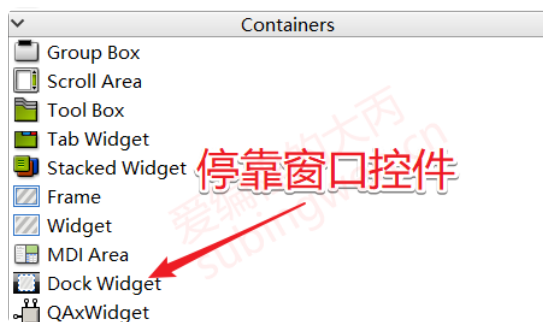 Containers
Group Box
Scroll Area
Tool Box
Tab Widget
Stacked Widget
停靠窗口控件
Frame
Widget
MDI Area
Dock Widget
QAxWidget